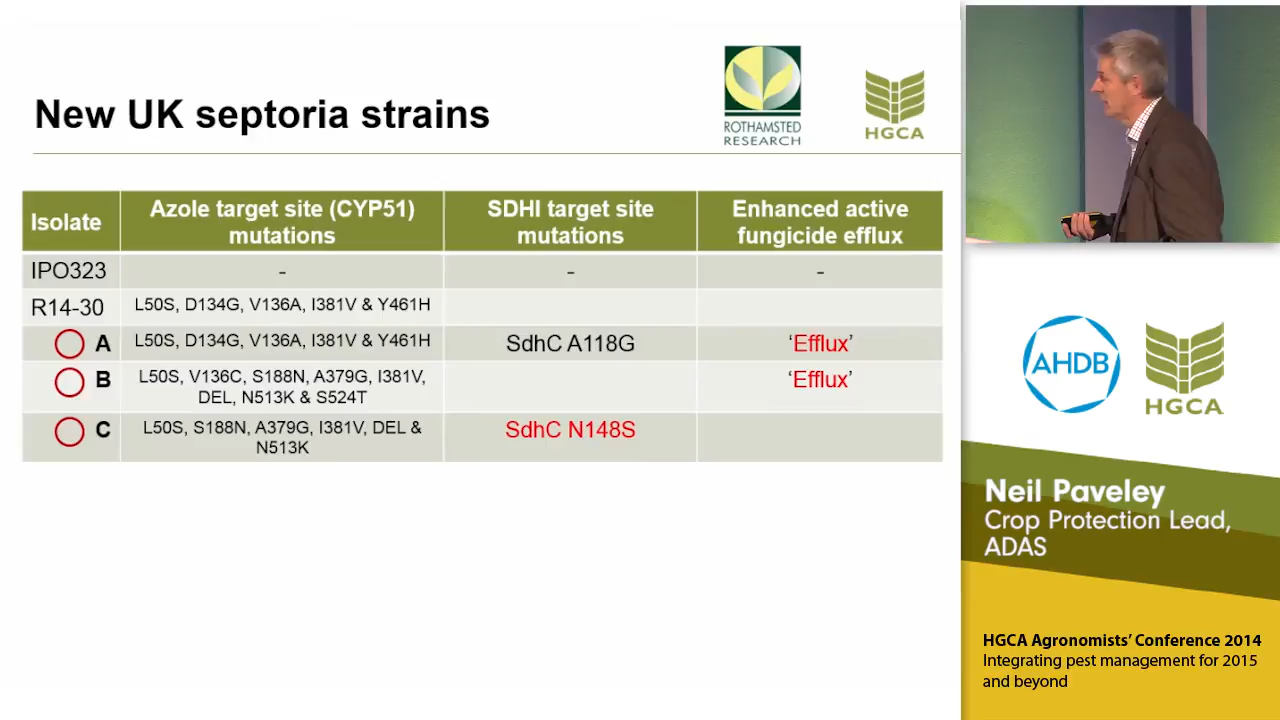 New UK septoria strains
ROTHAMSTED
RESEARCH
HGCA
Isolate
Azole target site (CYP51)
mutations
SDHI target site
mutations
Enhanced active
fungicide efflux
IPO323
-
-
-
R14-30
L50S, D134G, V136A, I381V & Y461H
A
L50S, D134G, V136A, I381V & Y461H
SdhC A118G
‘Efflux’
B
L50S, V136C, S188N, A379G, I381V,
DEL, N513K & S524T
‘Efflux’
C
L50S, S188N, A379G, I381V, DEL &
N513K
SdhC N148S
AHDB
HGCA
Neil Paveley
Crop Protection Lead,
ADAS
HGCA Agronomists’ Conference 2014
Integrating pest management for 2015
and beyond